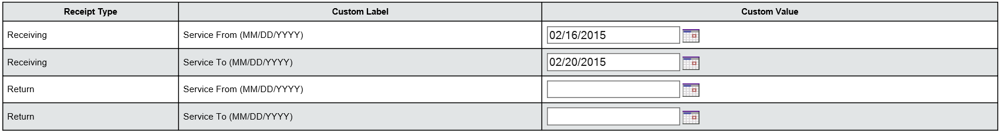 Receipt Type Custom Label Custom Value
Receiving Service From (MM/DD/YYYY) 02/16/2015
Receiving Service To (MM/DD/YYYY) 02/20/2015
Return Service From (MM/DD/YYYY)
Return Service To (MM/DD/YYYY)